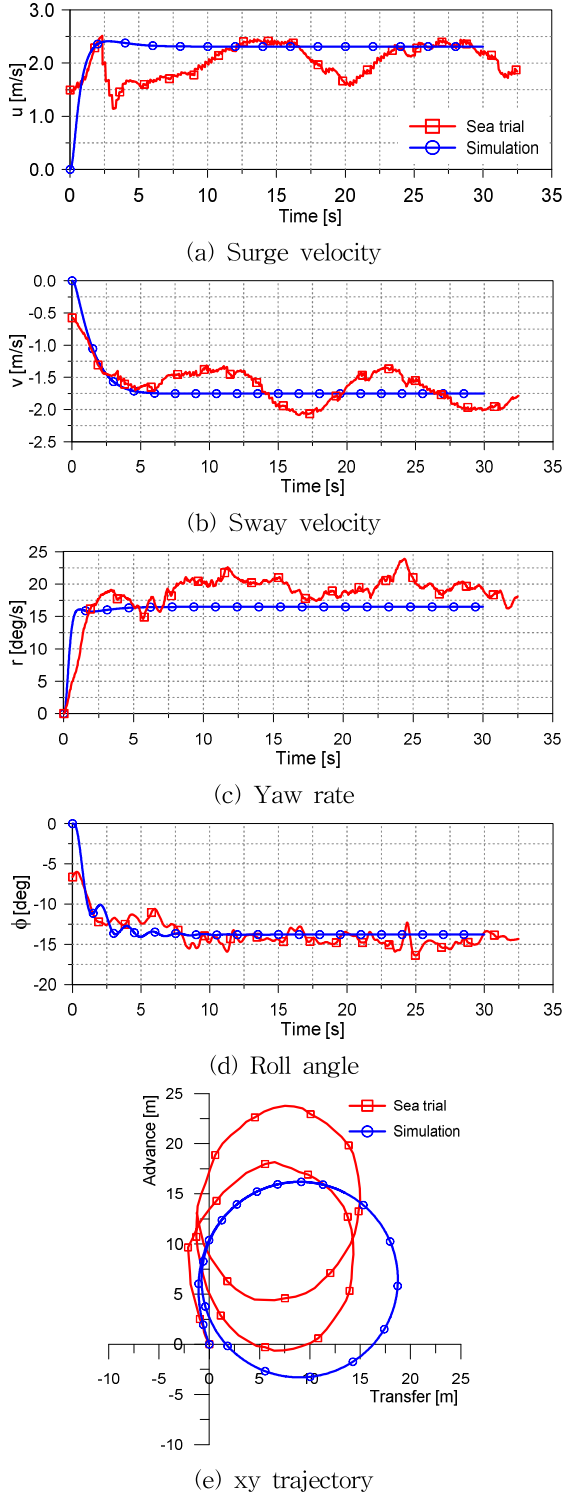 3.0
2.0
1.0
0.0
u [m/s]
Sea trial
Simulation
0 5 10 15 20 25 30 35
Time [s]
(a) Surge velocity
0.0
-0.5
-1.0
-1.5
-2.0
-2.5
v [m/s]
0 5 10 15 20 25 30 35
Time [s]
(b) Sway velocity
25
20
15
10
5
0
r [deg/s]
0 5 10 15 20 25 30 35
Time [s]
(c) Yaw rate
0
-5
-10
-15
-20
ϕ [deg]
0 5 10 15 20 25 30 35
Time [s]
(d) Roll angle
25
20
15
10
5
0
-5
-10
Advance [m]
Sea trial
Simulation
-10 -5 0 5 10 15 20 25
Transfer [m]
(e) xy trajectory